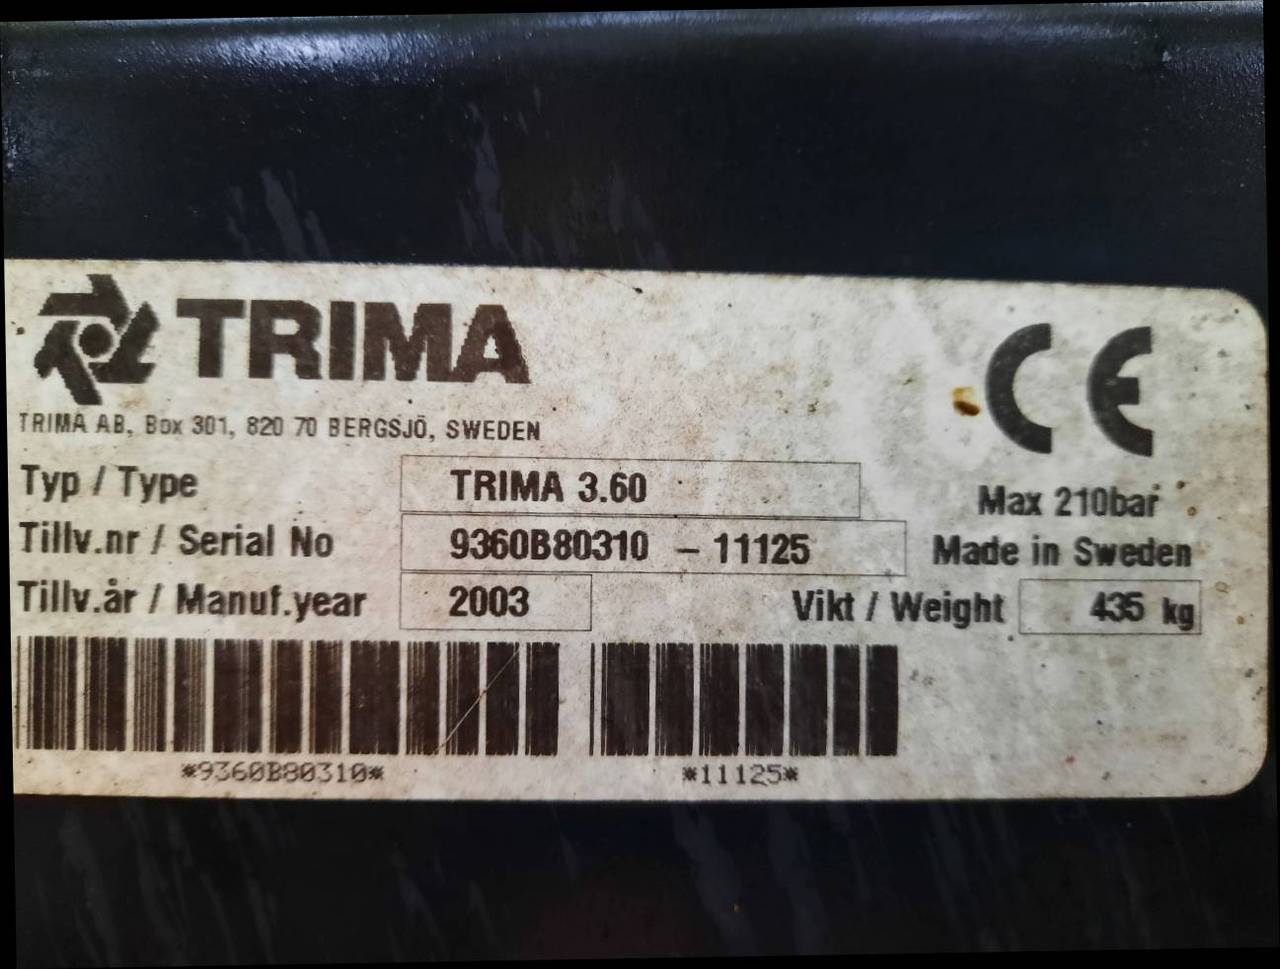 TRIMA
CE
TRIMA AB, Box 301, 820 70 BERGSJÖ, SWEDEN
Typ / Type TRIMA 3.60
Max 210bar
Tillv.nr / Serial No 9360B80310 - 11125
Made in Sweden
Tillv.år / Manuf.year 2003
Vikt / Weight 435 kg
*9360B80310* *11125*